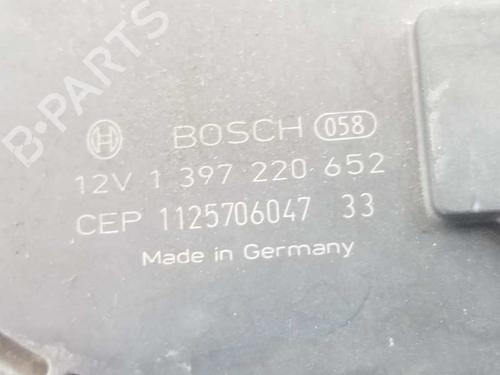 B-PARTS
BOSCH 058
12V 1 397 220 652
CEP 1125706047 33
Made in Germany